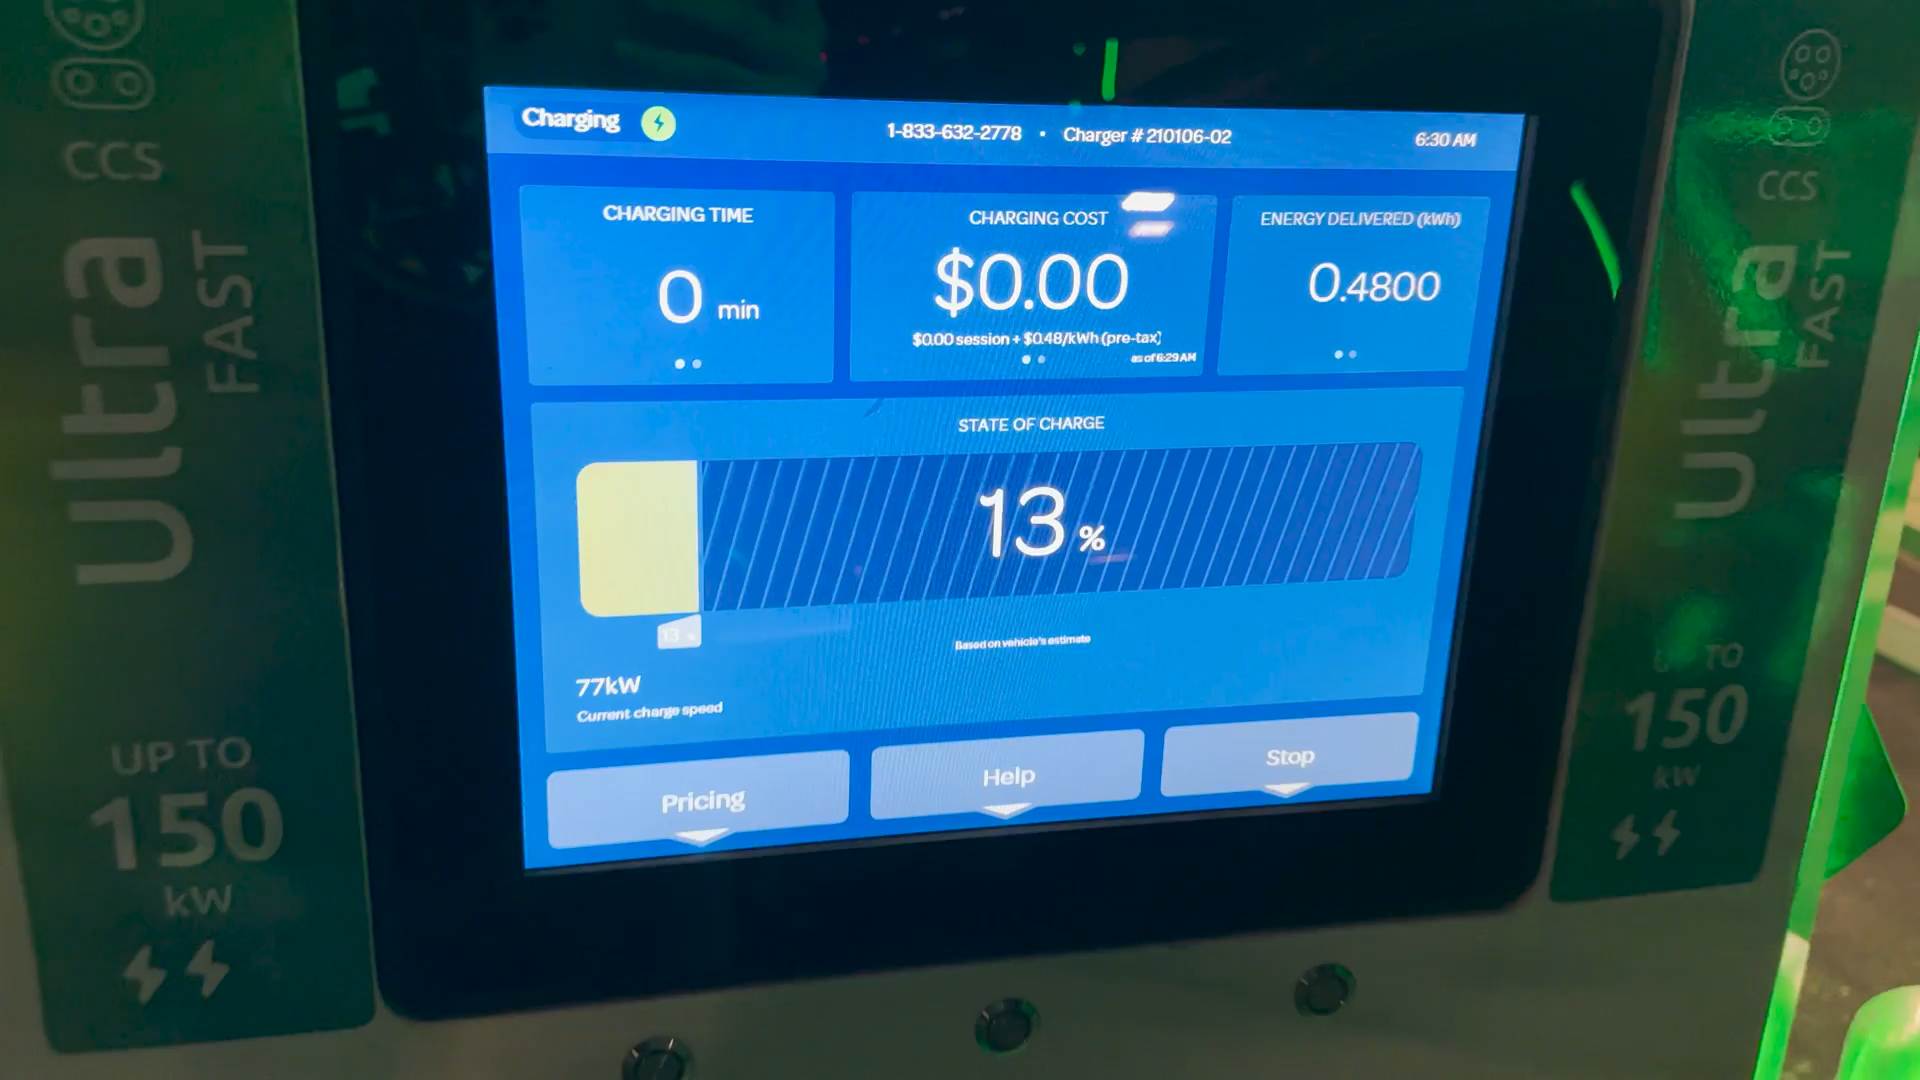 Charging
1-833-632-2778 • Charger # 210106-02
6:30 AM
CHARGING TIME
0 min
CHARGING COST
$0.00
$0.00 session + $0.48/kWh (pre-tax)
as of 6:29 AM
ENERGY DELIVERED (kWh)
0.4800
STATE OF CHARGE
13 %
13 %
Based on vehicle's estimate
77kW
Current charge speed
Pricing
Help
Stop
CCS
Ultra
FAST
UP TO
150
kW
CCS
Ultra
FAST
UP TO
150
kW